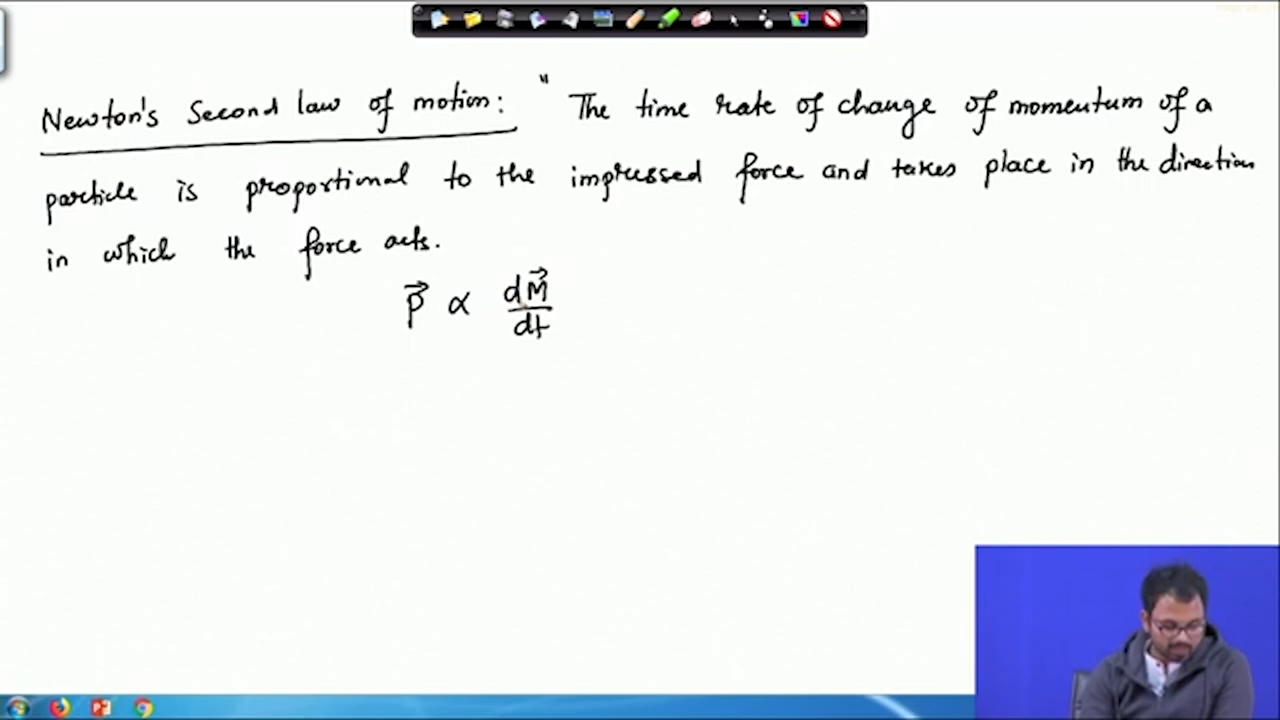 Newton's Second law of motion: " The time rate of change of momentum of a
particle is proportional to the impressed force and takes place in the direction
in which the force acts.
P⃗ ∝ dM⃗/dt